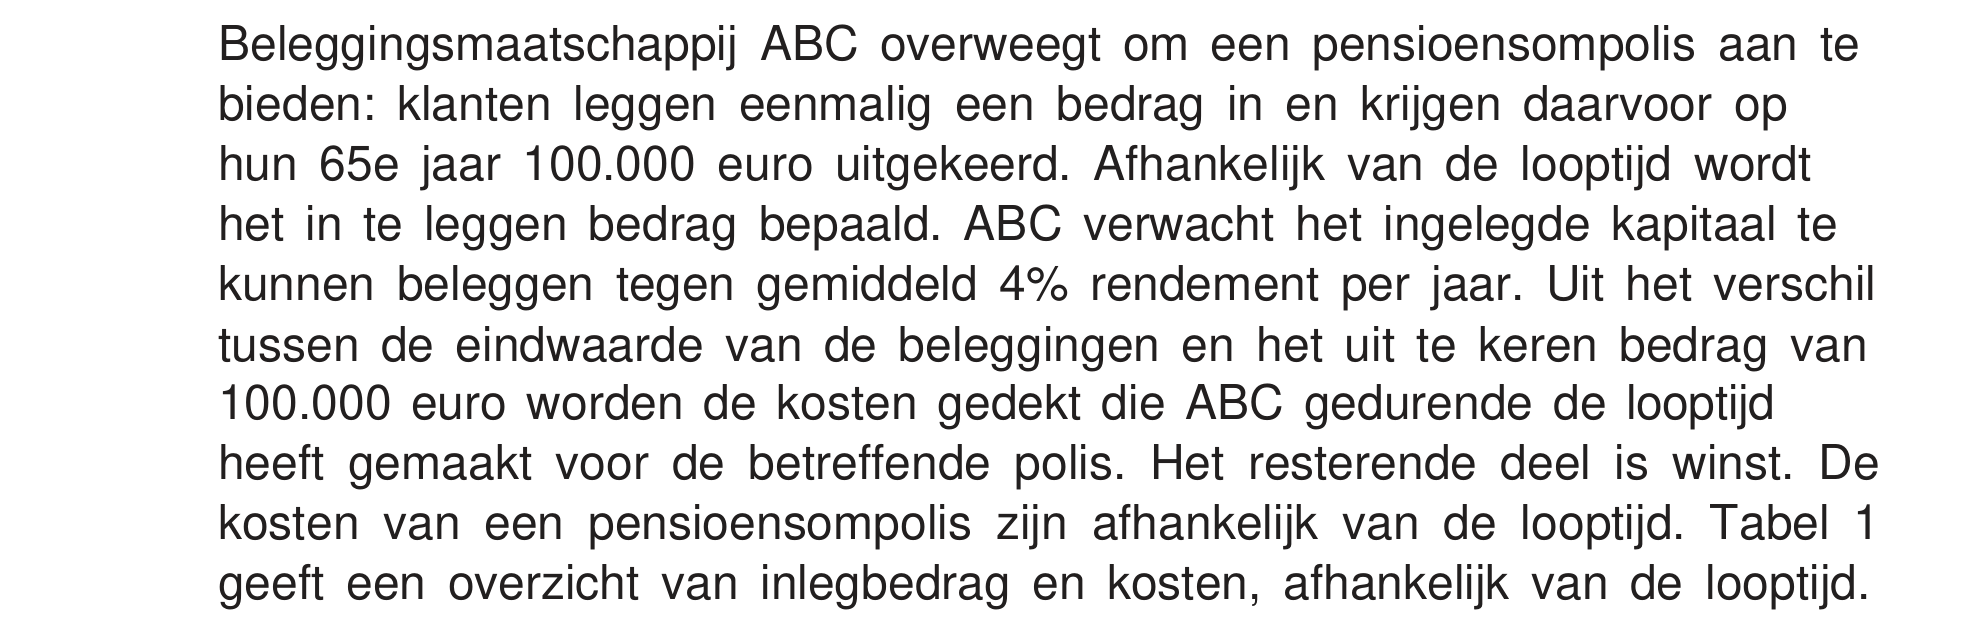 Beleggingsmaatschappij ABC overweegt om een pensioensompolis aan te
bieden: klanten leggen eenmalig een bedrag in en krijgen daarvoor op
hun 65e jaar 100.000 euro uitgekeerd. Afhankelijk van de looptijd wordt
het in te leggen bedrag bepaald. ABC verwacht het ingelegde kapitaal te
kunnen beleggen tegen gemiddeld 4% rendement per jaar. Uit het verschil
tussen de eindwaarde van de beleggingen en het uit te keren bedrag van
100.000 euro worden de kosten gedekt die ABC gedurende de looptijd
heeft gemaakt voor de betreffende polis. Het resterende deel is winst. De
kosten van een pensioensompolis zijn afhankelijk van de looptijd. Tabel 1
geeft een overzicht van inlegbedrag en kosten, afhankelijk van de looptijd.